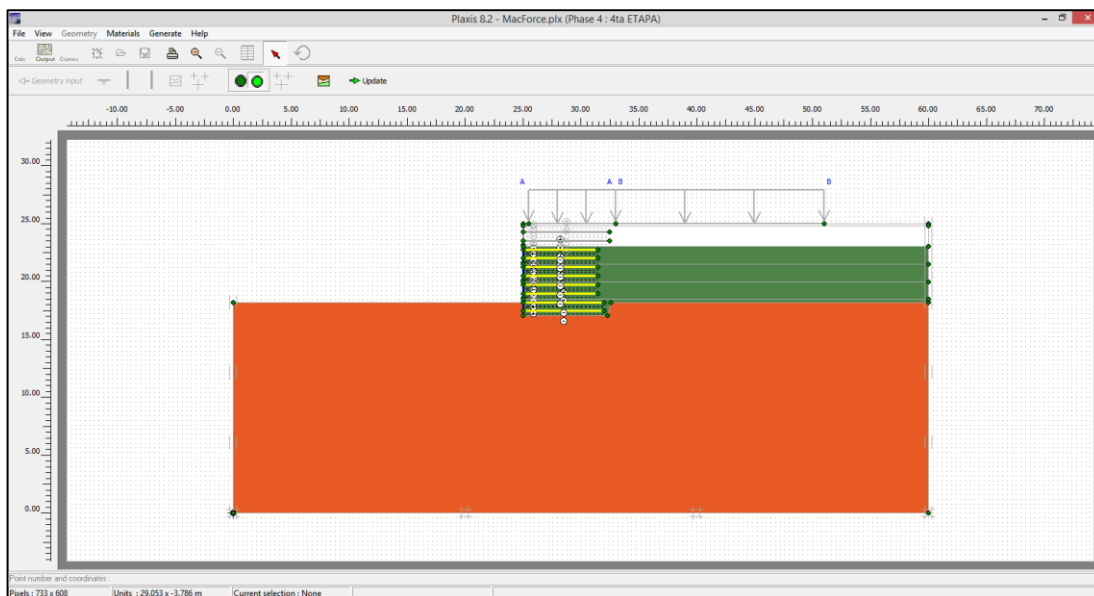 Plaxis 8.2 - MacForce.plx (Phase 4 : 4ta ETAPA)
File View Geometry Materials Generate Help
Calc Output Curves
Geometry input Update
-10.00 -5.00 0.00 5.00 10.00 15.00 20.00 25.00 30.00 35.00 40.00 45.00 50.00 55.00 60.00 65.00 70.00
30.00
A A B B
25.00
20.00
15.00
10.00
5.00
0.00
Point number and coordinates :
Pixels : 733 x 608 Units : 29.053 x -3.786 m Current selection : None